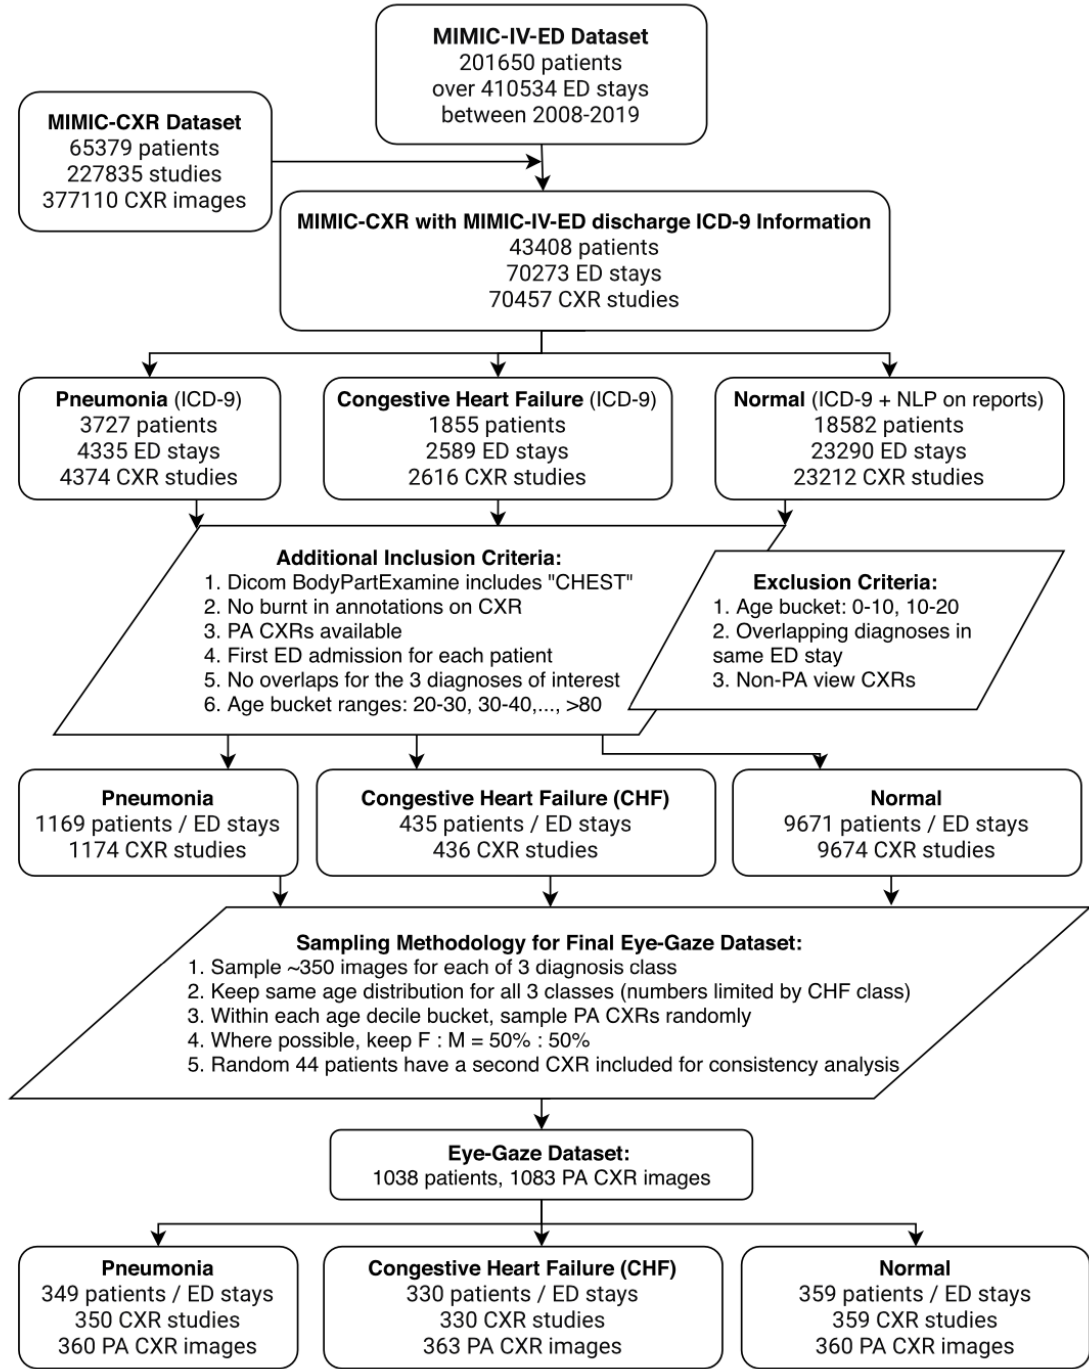 MIMIC-IV-ED Dataset
201650 patients
over 410534 ED stays
between 2008-2019
MIMIC-CXR Dataset
65379 patients
227835 studies
377110 CXR images
MIMIC-CXR with MIMIC-IV-ED discharge ICD-9 Information
43408 patients
70273 ED stays
70457 CXR studies
Pneumonia (ICD-9)
3727 patients
4335 ED stays
4374 CXR studies
Congestive Heart Failure (ICD-9)
1855 patients
2589 ED stays
2616 CXR studies
Normal (ICD-9 + NLP on reports)
18582 patients
23290 ED stays
23212 CXR studies
Additional Inclusion Criteria:
1. Dicom BodyPartExamine includes "CHEST"
2. No burnt in annotations on CXR
3. PA CXRs available
4. First ED admission for each patient
5. No overlaps for the 3 diagnoses of interest
6. Age bucket ranges: 20-30, 30-40,..., >80
Exclusion Criteria:
1. Age bucket: 0-10, 10-20
2. Overlapping diagnoses in
same ED stay
3. Non-PA view CXRs
Pneumonia
1169 patients / ED stays
1174 CXR studies
Congestive Heart Failure (CHF)
435 patients / ED stays
436 CXR studies
Normal
9671 patients / ED stays
9674 CXR studies
Sampling Methodology for Final Eye-Gaze Dataset:
1. Sample ~350 images for each of 3 diagnosis class
2. Keep same age distribution for all 3 classes (numbers limited by CHF class)
3. Within each age decile bucket, sample PA CXRs randomly
4. Where possible, keep F : M = 50% : 50%
5. Random 44 patients have a second CXR included for consistency analysis
Eye-Gaze Dataset:
1038 patients, 1083 PA CXR images
Pneumonia
349 patients / ED stays
350 CXR studies
360 PA CXR images
Congestive Heart Failure (CHF)
330 patients / ED stays
330 CXR studies
363 PA CXR images
Normal
359 patients / ED stays
359 CXR studies
360 PA CXR images